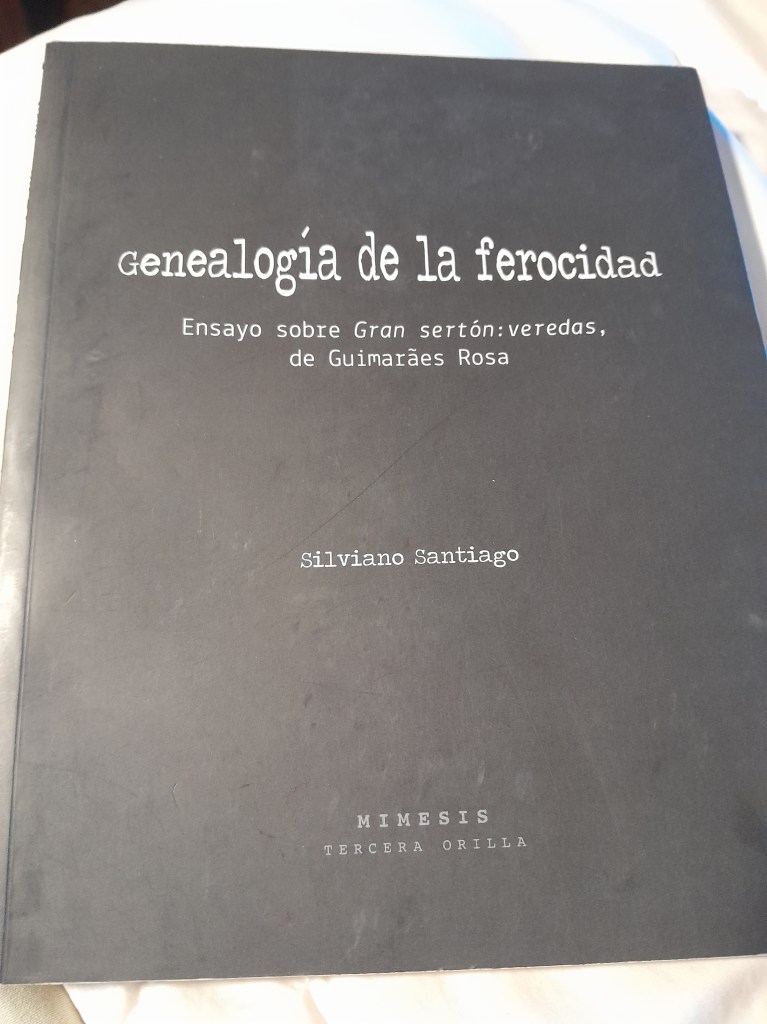 Genealogía de la ferocidad
Ensayo sobre Gran sertón:veredas,
de Guimarães Rosa
Silviano Santiago
MIMESIS
TERCERA ORILLA